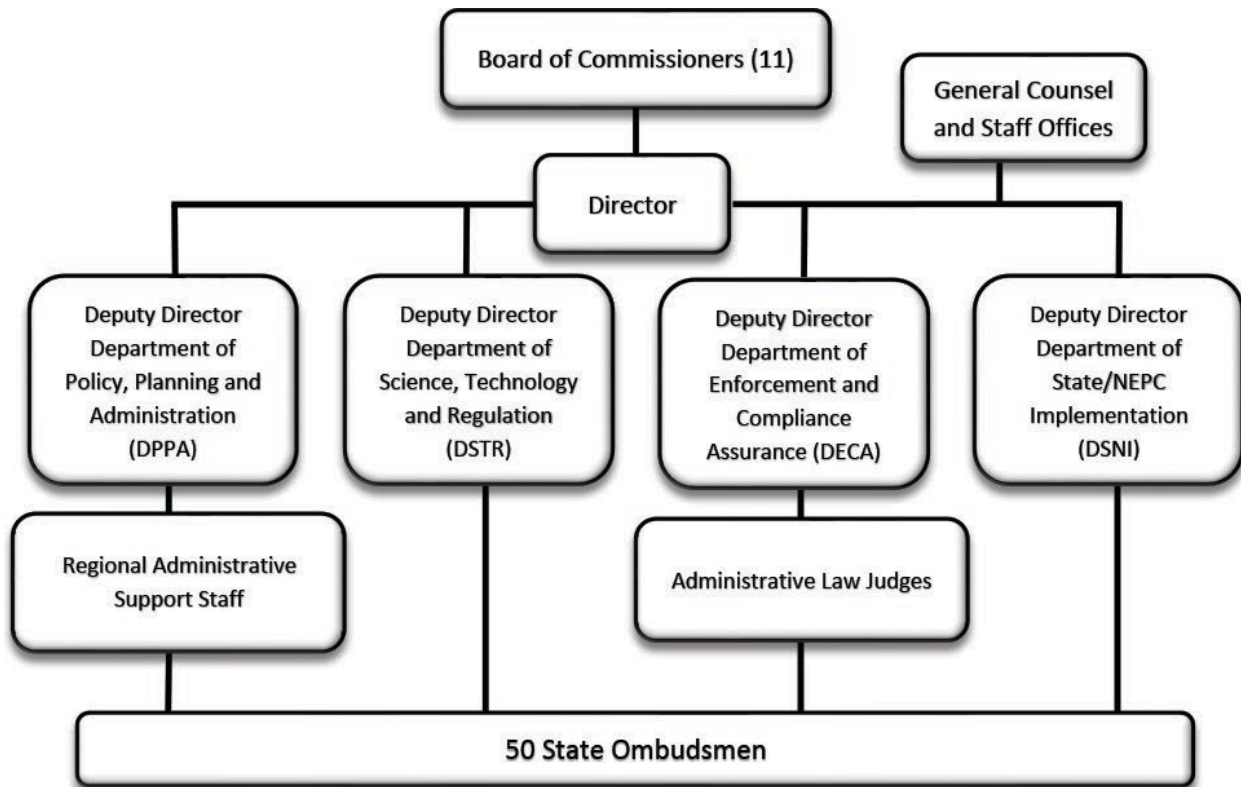 Board of Commissioners (11)
General Counsel
and Staff Offices
Director
Deputy Director
Department of
Policy, Planning and
Administration
(DPPA)
Deputy Director
Department of
Science, Technology
and Regulation
(DSTR)
Deputy Director
Department of
Enforcement and
Compliance
Assurance (DECA)
Deputy Director
Department of
State/NEPC
Implementation
(DSNI)
Regional Administrative
Support Staff
Administrative Law Judges
50 State Ombudsmen